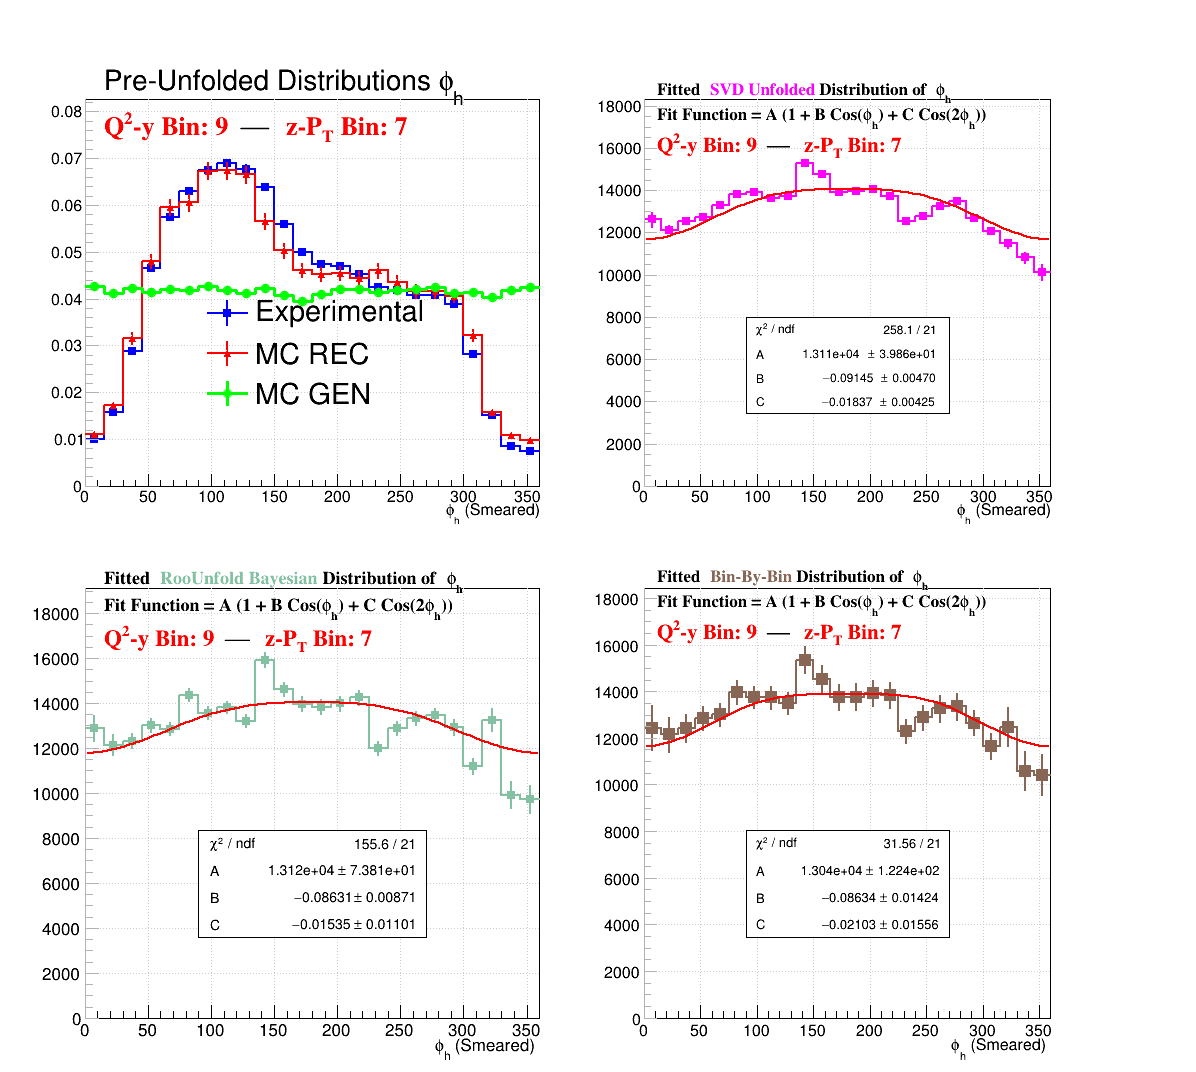 Pre-Unfolded Distributions ϕh
Q2-y Bin: 9 — z-PT Bin: 7
0.08
0.07
0.06
0.05
0.04
0.03
0.02
0.01
0
Experimental
MC REC
MC GEN
0 50 100 150 200 250 300 350
ϕh (Smeared)
Fitted SVD Unfolded Distribution of ϕh
Fit Function = A (1 + B Cos(ϕh) + C Cos(2ϕh))
Q2-y Bin: 9 — z-PT Bin: 7
18000
16000
14000
12000
10000
8000
6000
4000
2000
0
χ2 / ndf 258.1 / 21
A 1.311e+04 ± 3.986e+01
B −0.09145 ± 0.00470
C −0.01837 ± 0.00425
0 50 100 150 200 250 300 350
ϕh (Smeared)
Fitted RooUnfold Bayesian Distribution of ϕh
Fit Function = A (1 + B Cos(ϕh) + C Cos(2ϕh))
Q2-y Bin: 9 — z-PT Bin: 7
18000
16000
14000
12000
10000
8000
6000
4000
2000
0
χ2 / ndf 155.6 / 21
A 1.312e+04 ± 7.381e+01
B −0.08631 ± 0.00871
C −0.01535 ± 0.01101
0 50 100 150 200 250 300 350
ϕh (Smeared)
Fitted Bin-By-Bin Distribution of ϕh
Fit Function = A (1 + B Cos(ϕh) + C Cos(2ϕh))
Q2-y Bin: 9 — z-PT Bin: 7
18000
16000
14000
12000
10000
8000
6000
4000
2000
0
χ2 / ndf 31.56 / 21
A 1.304e+04 ± 1.224e+02
B −0.08634 ± 0.01424
C −0.02103 ± 0.01556
0 50 100 150 200 250 300 350
ϕh (Smeared)